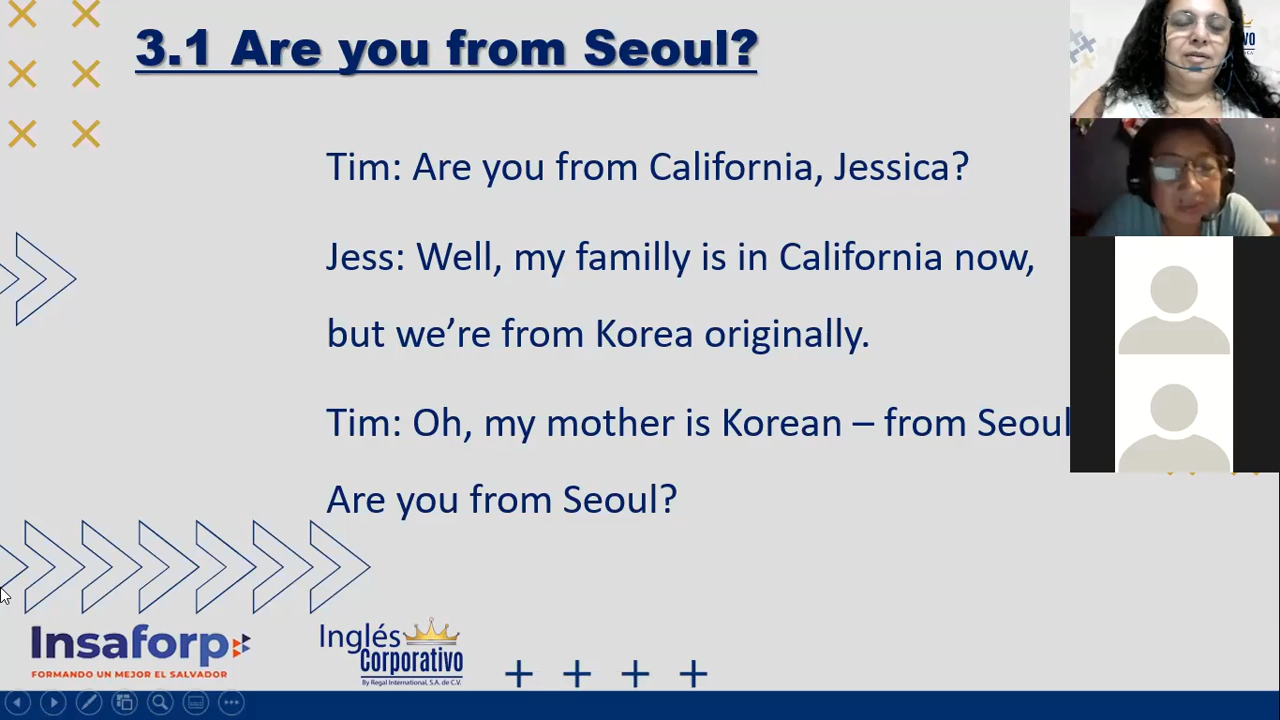 3.1 Are you from Seoul?
Tim: Are you from California, Jessica?
Jess: Well, my familly is in California now,
but we’re from Korea originally.
Tim: Oh, my mother is Korean – from Seoul
Are you from Seoul?
Insaforp
FORMANDO UN MEJOR EL SALVADOR
Inglés
Corporativo
By Regal International, S.A. de C.V.